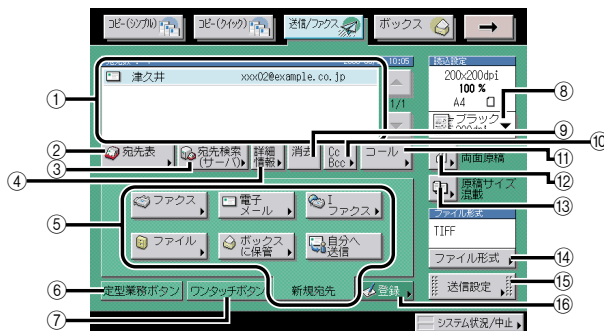 コピー(シンプル)
コピー(クイック)
送信/ファクス
ボックス
→
10:05
読込設定
津久井
xxx02@example.co.jp
200x200dpi
100 %
A4
1/1
ブラック
①
②
③
④
⑤
⑥
⑦
⑧
⑨
⑩
⑪
⑫
⑬
⑭
⑮
⑯
宛先表
宛先検索
(サーバ)
詳細
情報
消去
Cc
Bcc
コール
両面原稿
原稿サイズ
混載
ファクス
電子
メール
I
ファクス
ファイル
ボックス
に保管
自分へ
送信
ファイル形式
TIFF
ファイル形式
送信設定
定型業務ボタン
ワンタッチボタン
新規宛先
登録
システム状況/中止